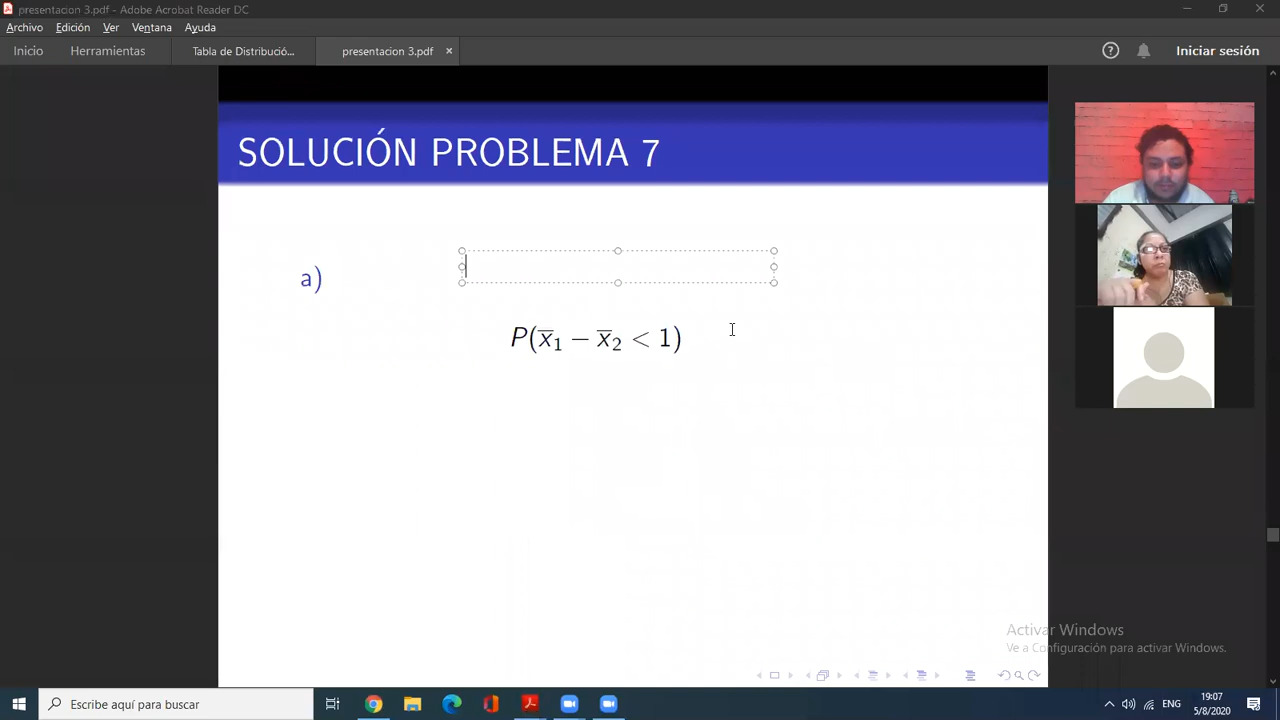 presentacion 3.pdf - Adobe Acrobat Reader DC
Archivo Edición Ver Ventana Ayuda
Inicio Herramientas Tabla de Distribució... presentacion 3.pdf × Iniciar sesión
SOLUCIÓN PROBLEMA 7
a)
P(x̅₁ − x̅₂ < 1)
Activar Windows
Ve a Configuración para activar Windows.
Escribe aquí para buscar
ENG
19:07
5/8/2020